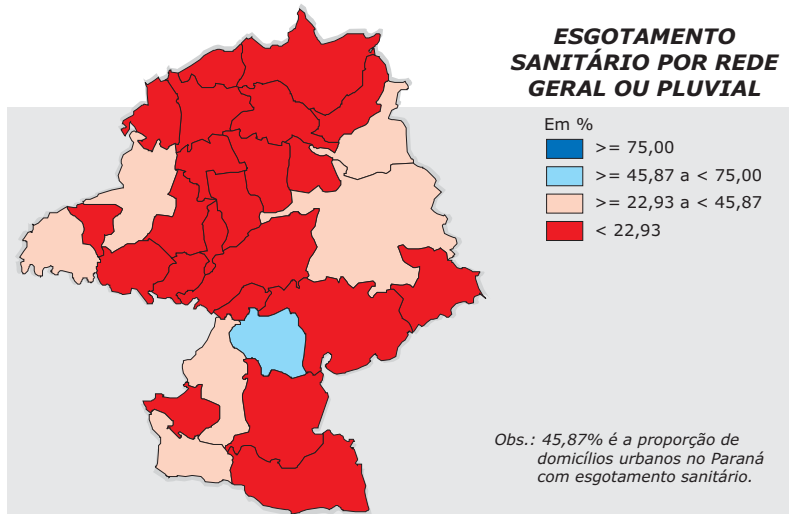 ESGOTAMENTO
SANITÁRIO POR REDE
GERAL OU PLUVIAL
Em %
>= 75,00
>= 45,87 a < 75,00
>= 22,93 a < 45,87
< 22,93
Obs.: 45,87% é a proporção de
domicílios urbanos no Paraná
com esgotamento sanitário.